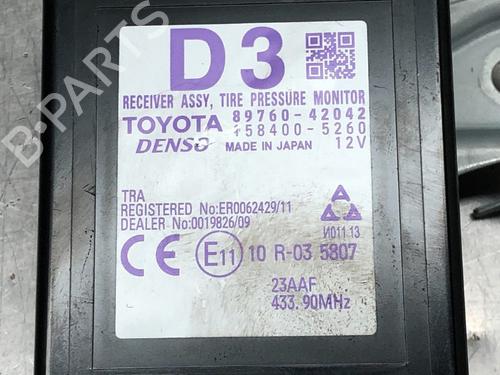 D3
RECEIVER ASSY, TIRE PRESSURE MONITOR
TOYOTA 89760-42042
DENSO 158400-5260
MADE IN JAPAN 12V
TRA
REGISTERED No:ER0062429/11
DEALER No:0019826/09
И011.13
CE E11 10 R-03 5807
23AAF
433.90MHz
B-PARTS